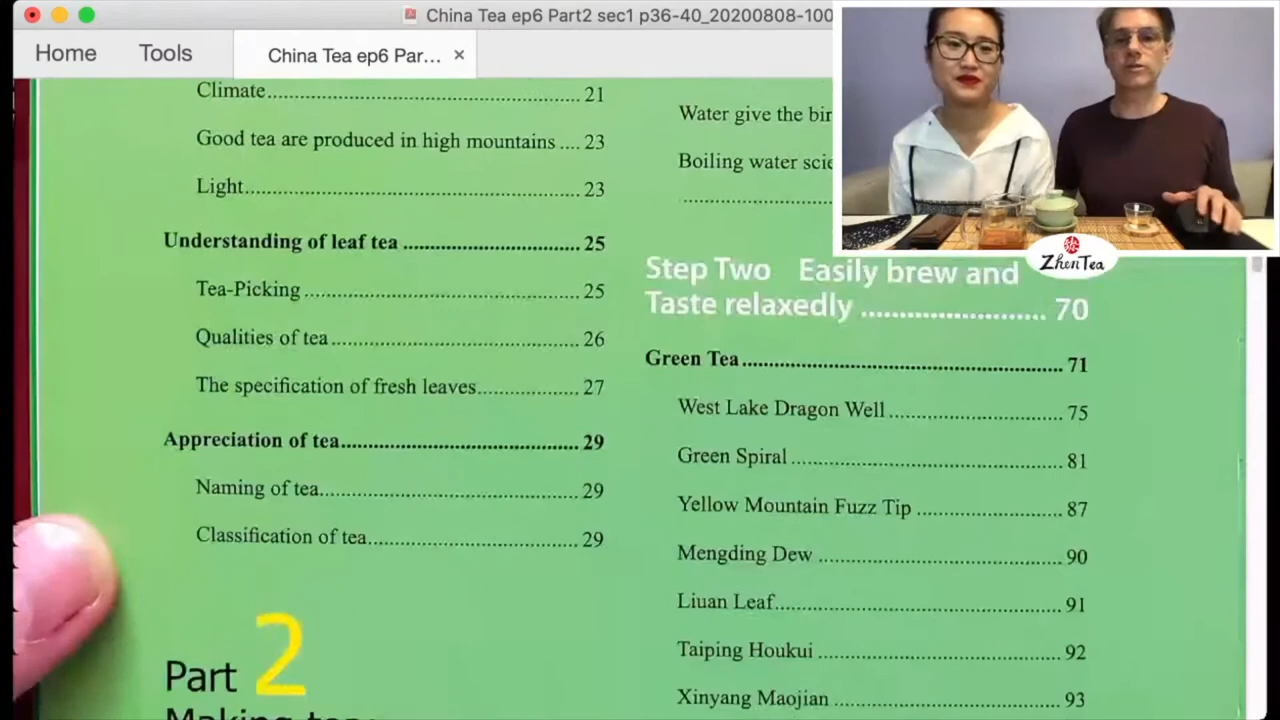 China Tea ep6 Part2 sec1 p36-40_20200808-100
Home
Tools
China Tea ep6 Par...
Climate 21
Good tea are produced in high mountains .... 23
Light 23
Understanding of leaf tea 25
Tea-Picking 25
Qualities of tea 26
The specification of fresh leaves 27
Appreciation of tea 29
Naming of tea 29
Classification of tea 29
Part 2
Water give the
Boiling water
ZhenTea
Step Two Easily brew and
Taste relaxedly 70
Green Tea 71
West Lake Dragon Well 75
Green Spiral 81
Yellow Mountain Fuzz Tip 87
Mengding Dew 90
Liuan Leaf 91
Taiping Houkui 92
Xinyang Maojian 93